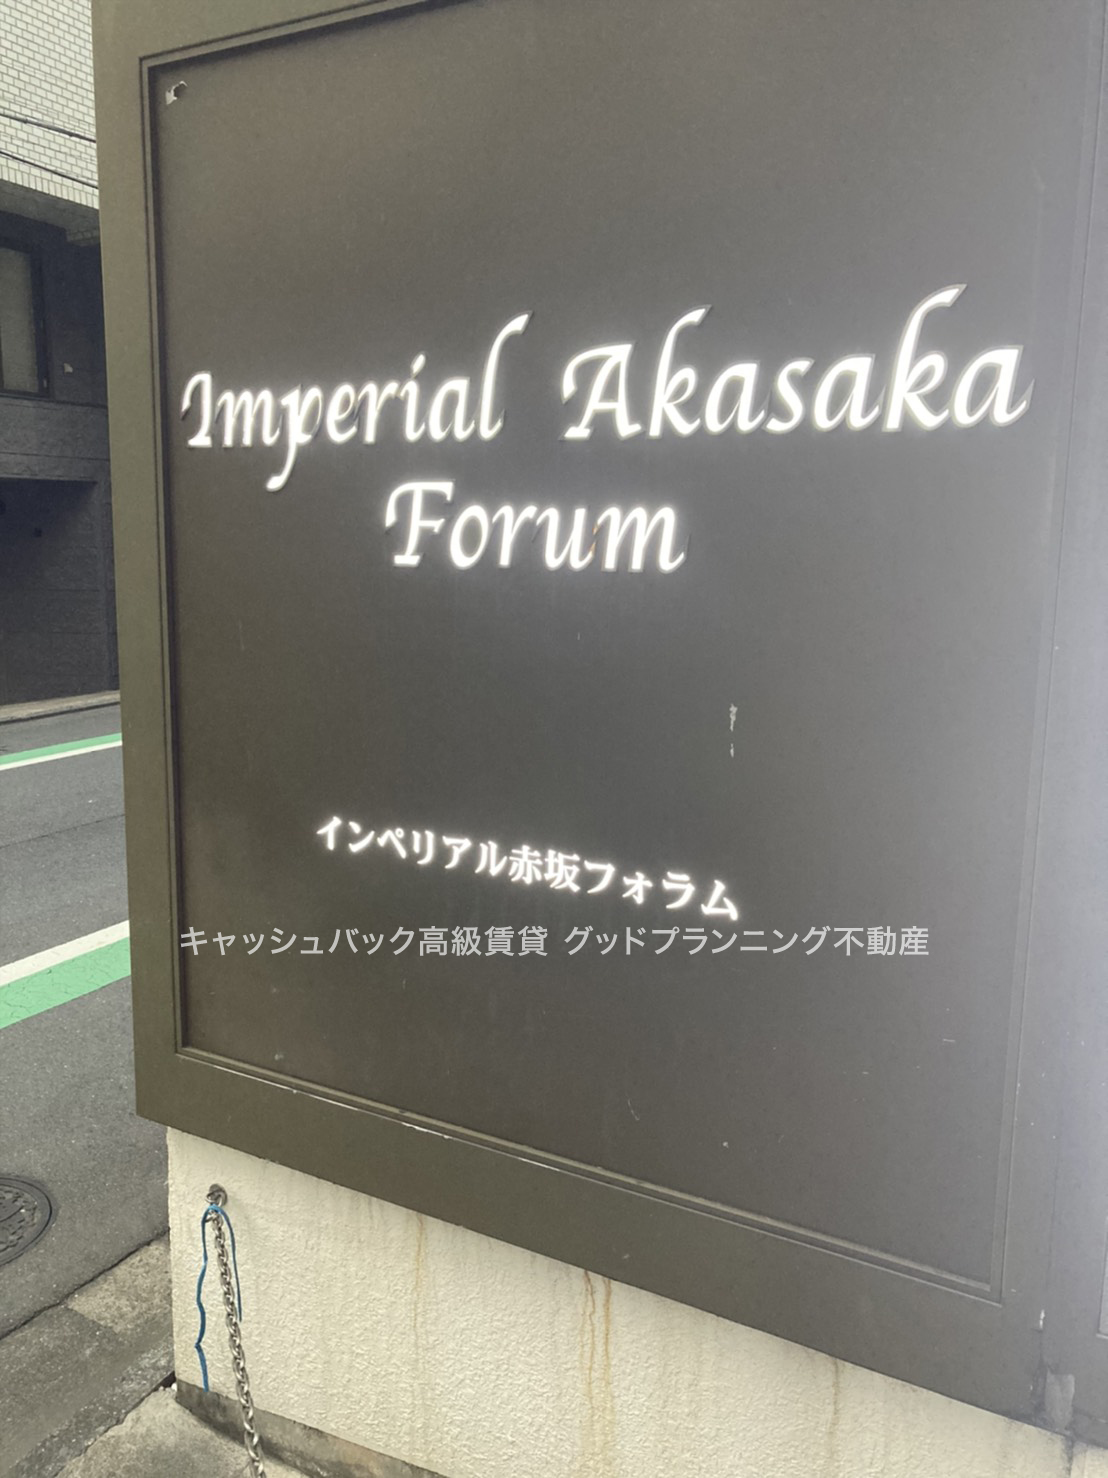 Imperial Akasaka
Forum
インペリアル赤坂フォラム
キャッシュバック高級賃貸 グッドプランニング不動産